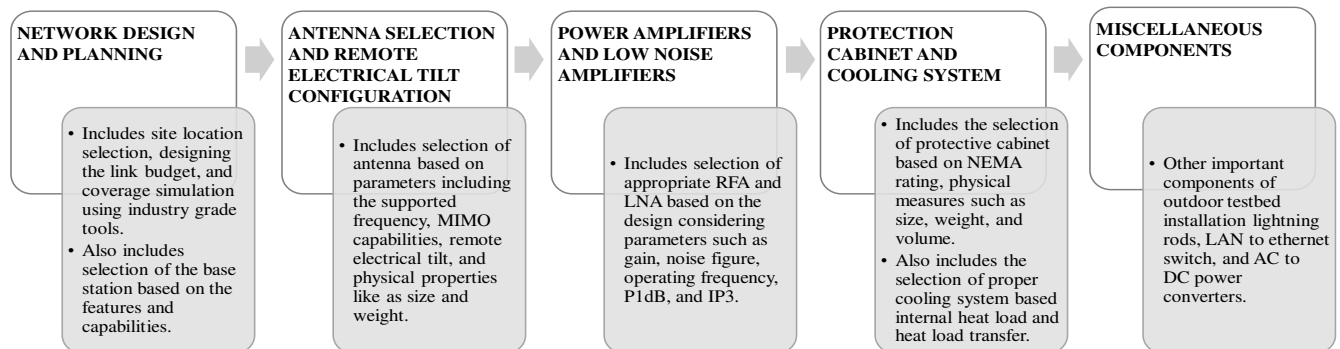 NETWORK DESIGN
AND PLANNING
• Includes site location
selection, designing
the link budget, and
coverage simulation
using industry grade
tools.
• Also includes
selection of the base
station based on the
features and
capabilities.
ANTENNA SELECTION
AND REMOTE
ELECTRICAL TILT
CONFIGURATION
• Includes selection of
antenna based on
parameters including
the supported
frequency, MIMO
capabilities, remote
electrical tilt, and
physical properties
like as size and
weight.
POWER AMPLIFIERS
AND LOW NOISE
AMPLIFIERS
• Includes selection of
appropriate RFA and
LNA based on the
design considering
parameters such as
gain, noise figure,
operating frequency,
P1dB, and IP3.
PROTECTION
CABINET AND
COOLING SYSTEM
• Includes the selection
of protective cabinet
based on NEMA
rating, physical
measures such as
size, weight, and
volume.
• Also includes the
selection of proper
cooling system based
internal heat load and
heat load transfer.
MISCELLANEOUS
COMPONENTS
• Other important
components of
outdoor testbed
installation lightning
rods, LAN to ethernet
switch, and AC to
DC power
converters.